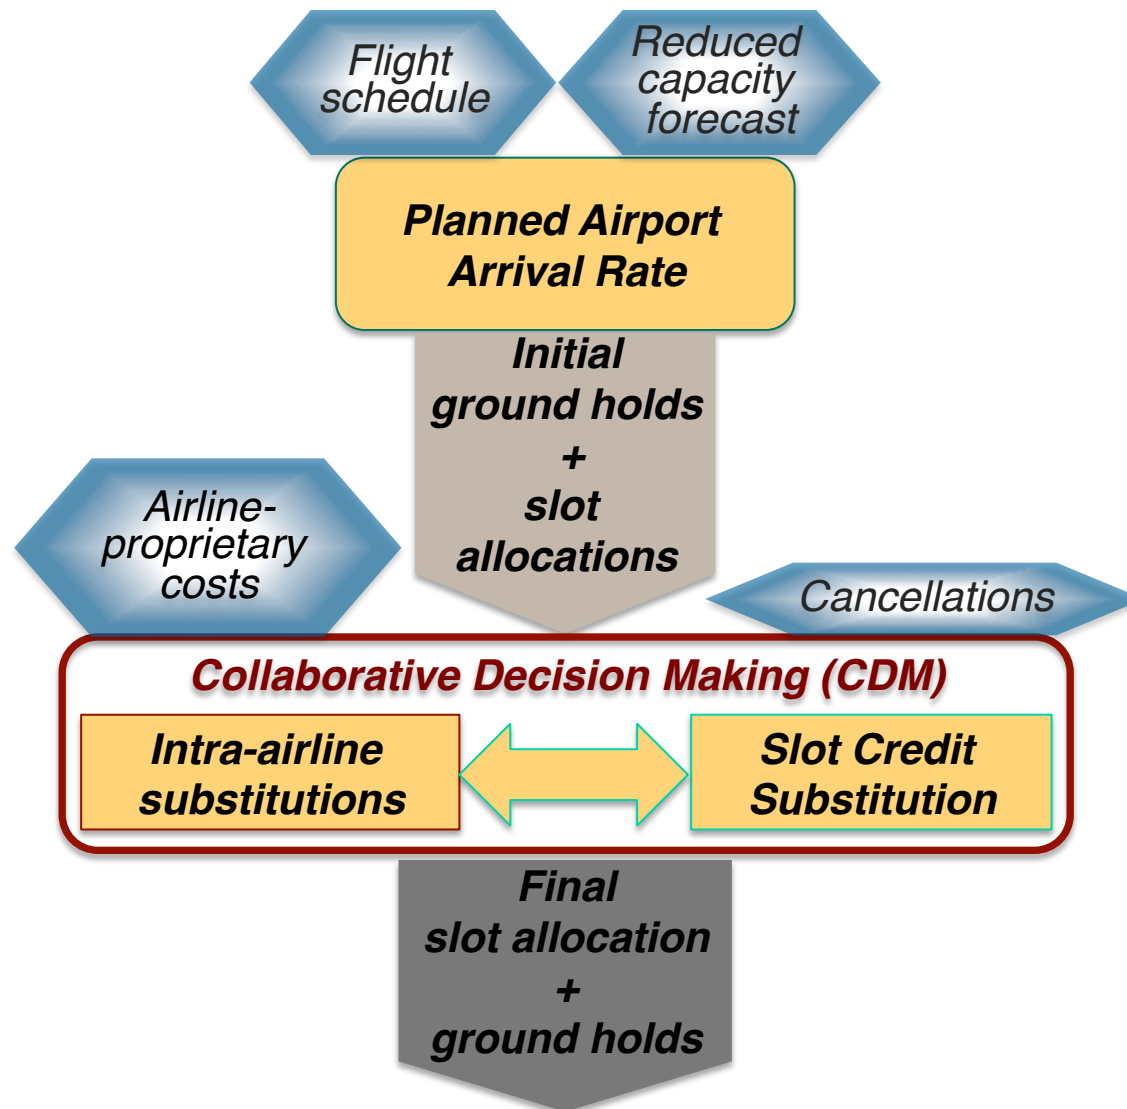 Flight
schedule
Reduced
capacity
forecast
Planned Airport
Arrival Rate
Initial
ground holds
+
slot
allocations
Airline-
proprietary
costs
Cancellations
Collaborative Decision Making (CDM)
Intra-airline
substitutions
Slot Credit
Substitution
Final
slot allocation
+
ground holds